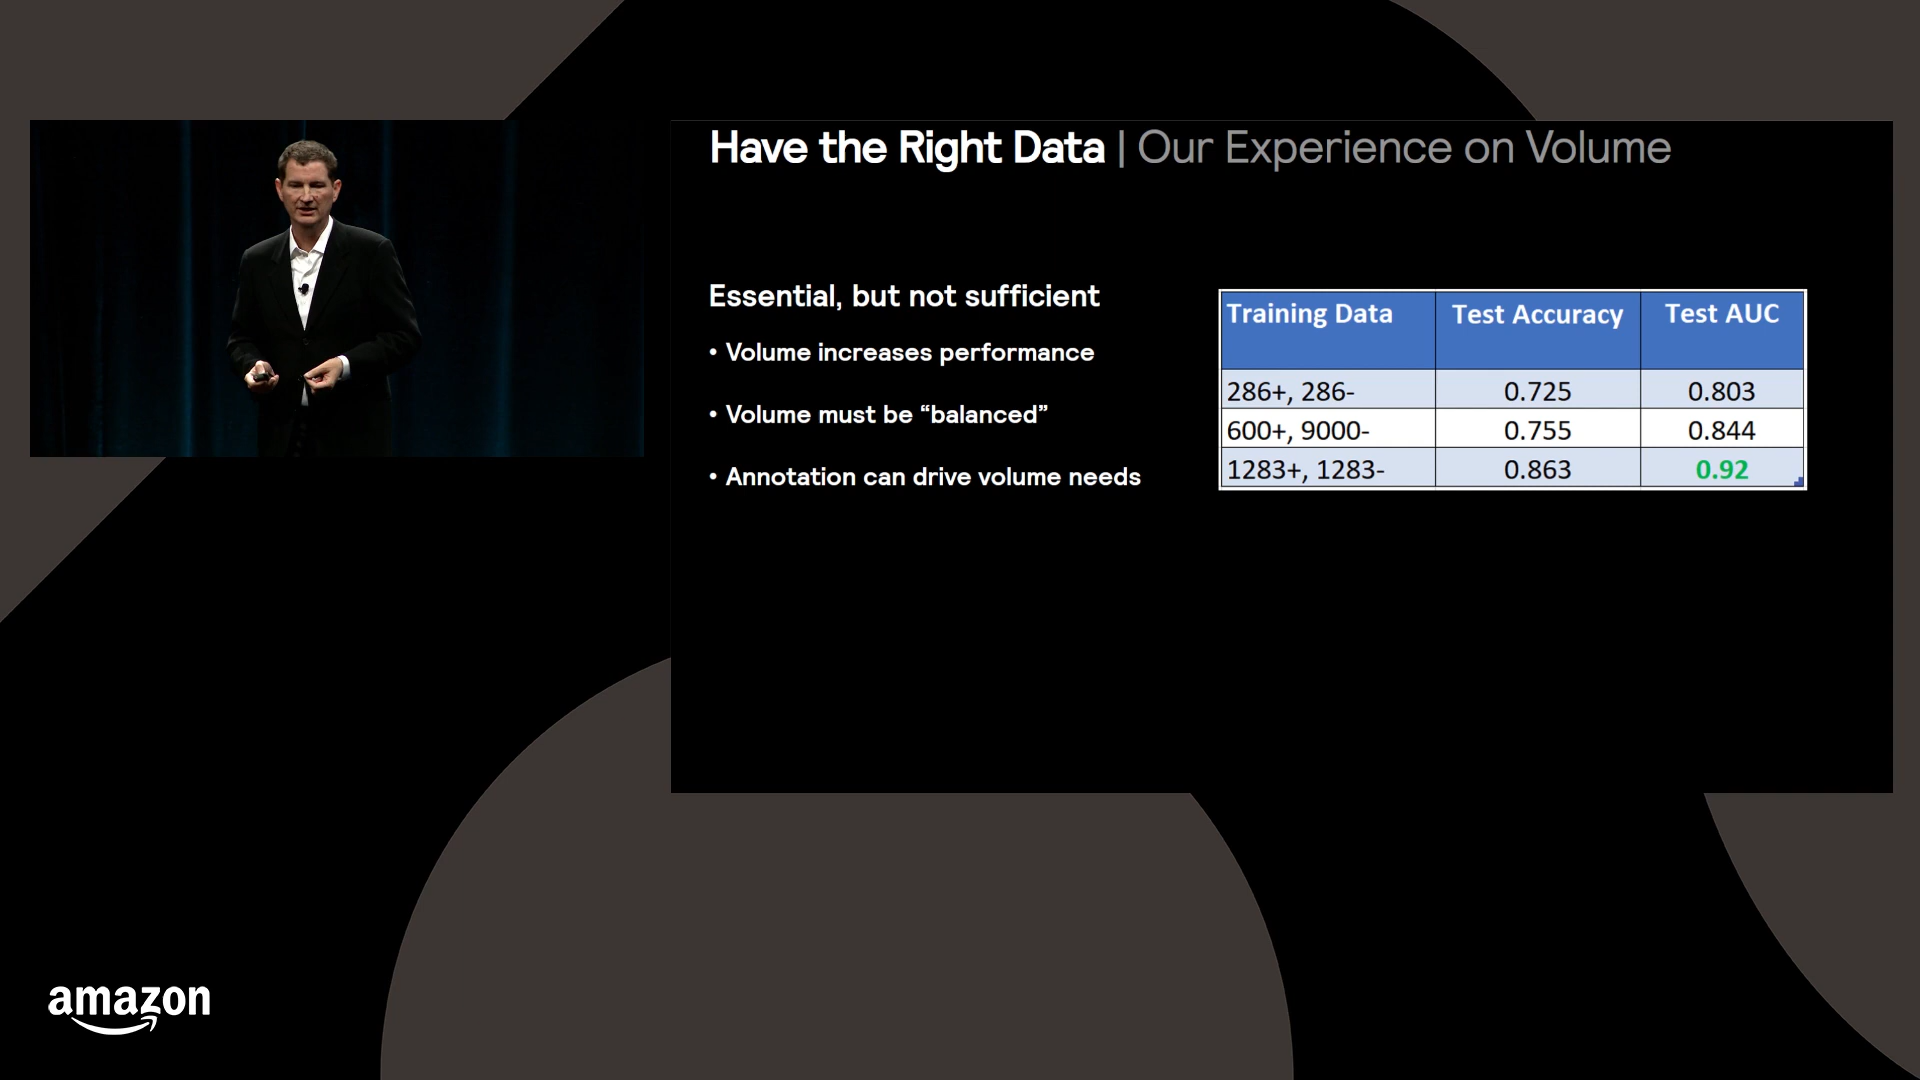 Have the Right Data | Our Experience on Volume
Essential, but not sufficient
• Volume increases performance
• Volume must be “balanced”
• Annotation can drive volume needs
Training Data Test Accuracy Test AUC
286+, 286- 0.725 0.803
600+, 9000- 0.755 0.844
1283+, 1283- 0.863 0.92
amazon